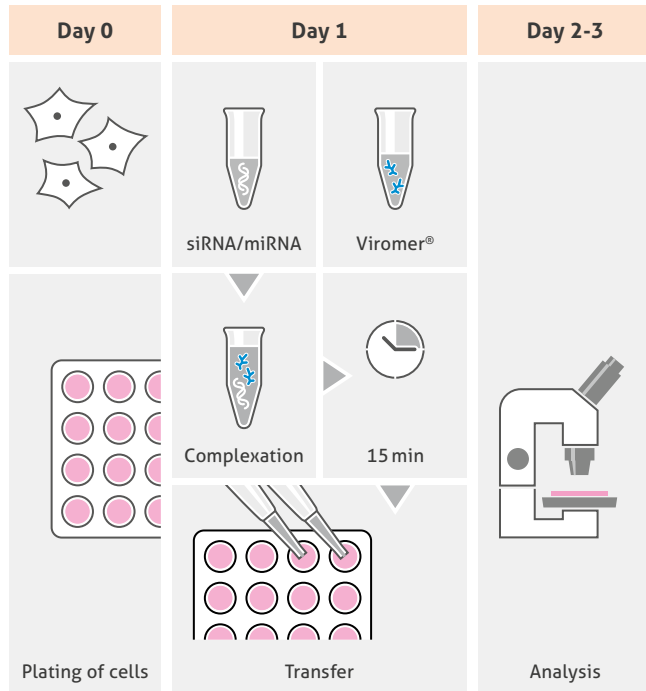 Day 0
Day 1
Day 2-3
siRNA/miRNA
Viromer®
Complexation
15 min
Plating of cells
Transfer
Analysis